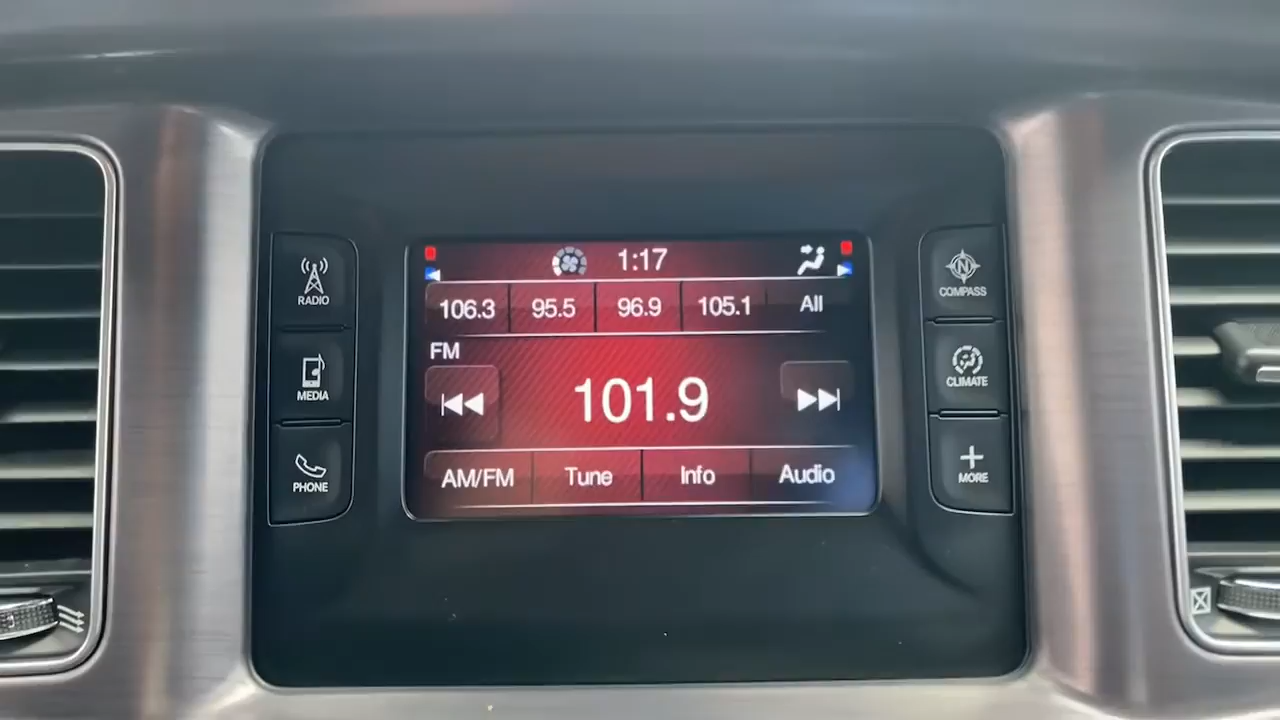 1:17
106.3 95.5 96.9 105.1 All
FM
101.9
AM/FM Tune Info Audio
RADIO
MEDIA
PHONE
N
COMPASS
CLIMATE
MORE